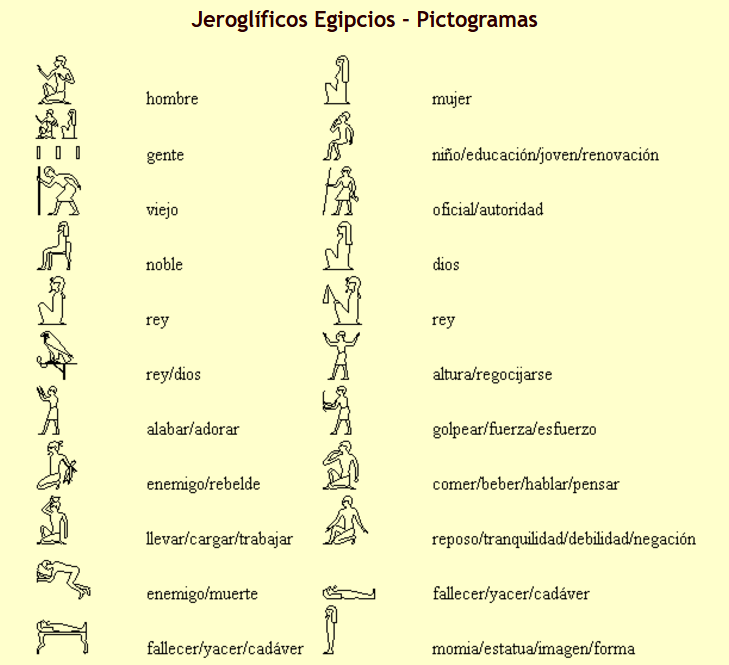 Jeroglíficos Egipcios - Pictogramas
hombre mujer
gente niño/educación/joven/renovación
viejo oficial/autoridad
noble dios
rey rey
rey/dios altura/regocijarse
alabar/adorar golpear/fuerza/esfuerzo
enemigo/rebelde comer/beber/hablar/pensar
llevar/cargar/trabajar reposo/tranquilidad/debilidad/negación
enemigo/muerte fallecer/yacer/cadáver
fallecer/yacer/cadáver momia/estatua/imagen/forma